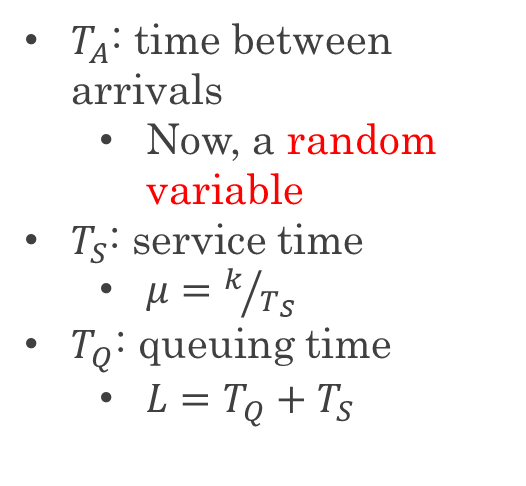 • T_A: time between
arrivals
• Now, a random
variable
• T_S: service time
• μ = k/T_S
• T_Q: queuing time
• L = T_Q + T_S